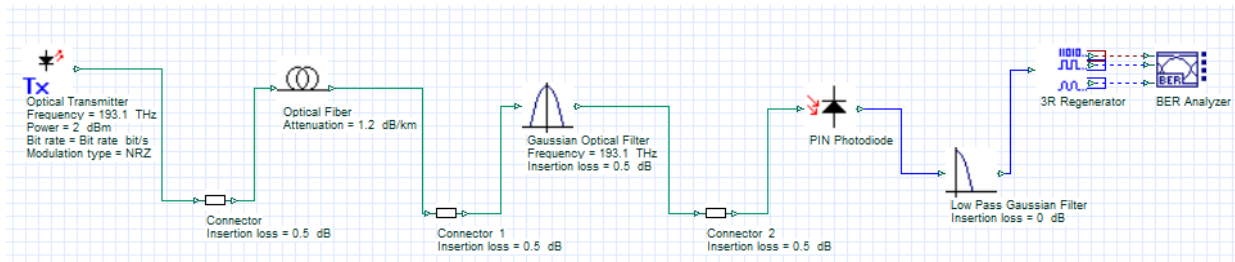 Tx
Optical Transmitter
Frequency = 193.1 THz
Power = 2 dBm
Bit rate = Bit rate bit/s
Modulation type = NRZ
Connector
Insertion loss = 0.5 dB
Optical Fiber
Attenuation = 1.2 dB/km
Connector 1
Insertion loss = 0.5 dB
Gaussian Optical Filter
Frequency = 193.1 THz
Insertion loss = 0.5 dB
Connector 2
Insertion loss = 0.5 dB
PIN Photodiode
Low Pass Gaussian Filter
Insertion loss = 0 dB
3R Regenerator
BER
BER Analyzer